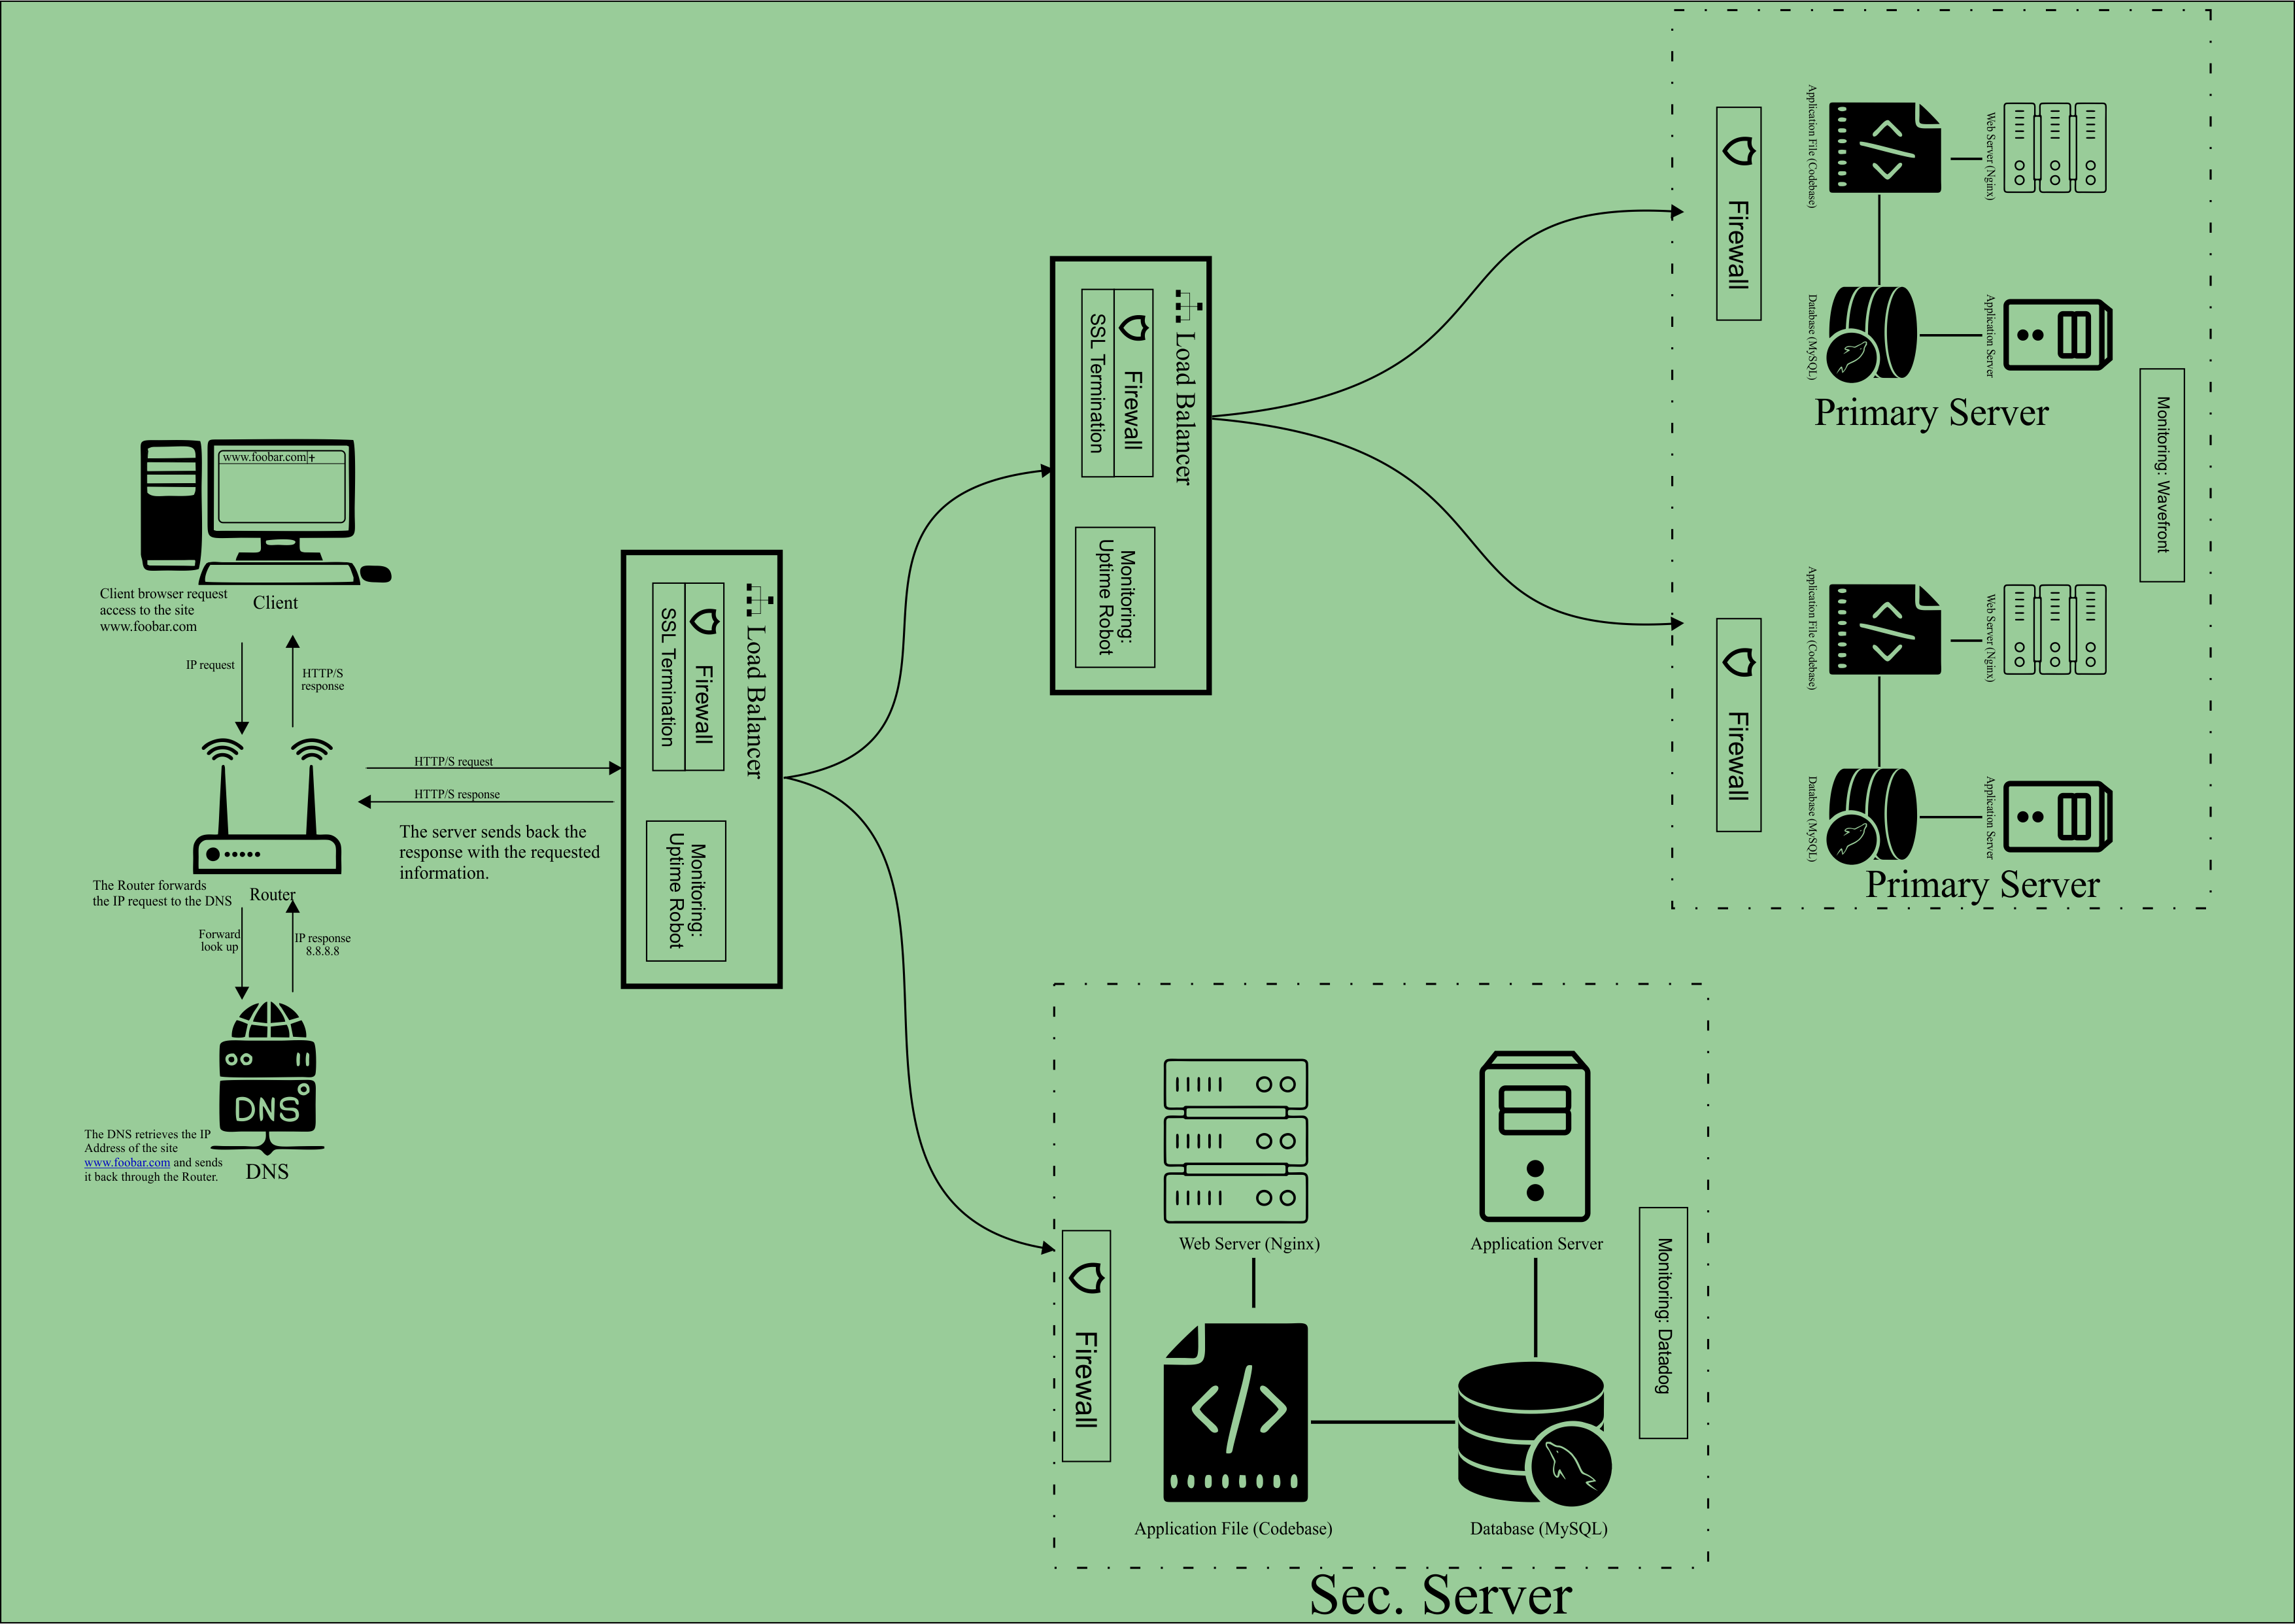 www.foobar.com
Client browser request
access to the site
www.foobar.com
Client
IP request
HTTP/S
response
The Router forwards
the IP request to the DNS
Router
Forward
look up
IP response
8.8.8.8
DNS
The DNS retrieves the IP
Address of the site
www.foobar.com and sends
it back through the Router.
DNS
HTTP/S request
HTTP/S response
The server sends back the
response with the requested
information.
Load Balancer
Firewall
SSL Termination
Monitoring:
Uptime Robot
Load Balancer
Firewall
SSL Termination
Monitoring:
Uptime Robot
Firewall
Application File (Codebase)
Web Server (Nginx)
Database (MySQL)
Application Server
Primary Server
Monitoring: Wavefront
Firewall
Application File (Codebase)
Web Server (Nginx)
Database (MySQL)
Application Server
Primary Server
Firewall
Web Server (Nginx)
Application Server
Monitoring: Datadog
Application File (Codebase)
Database (MySQL)
Sec. Server